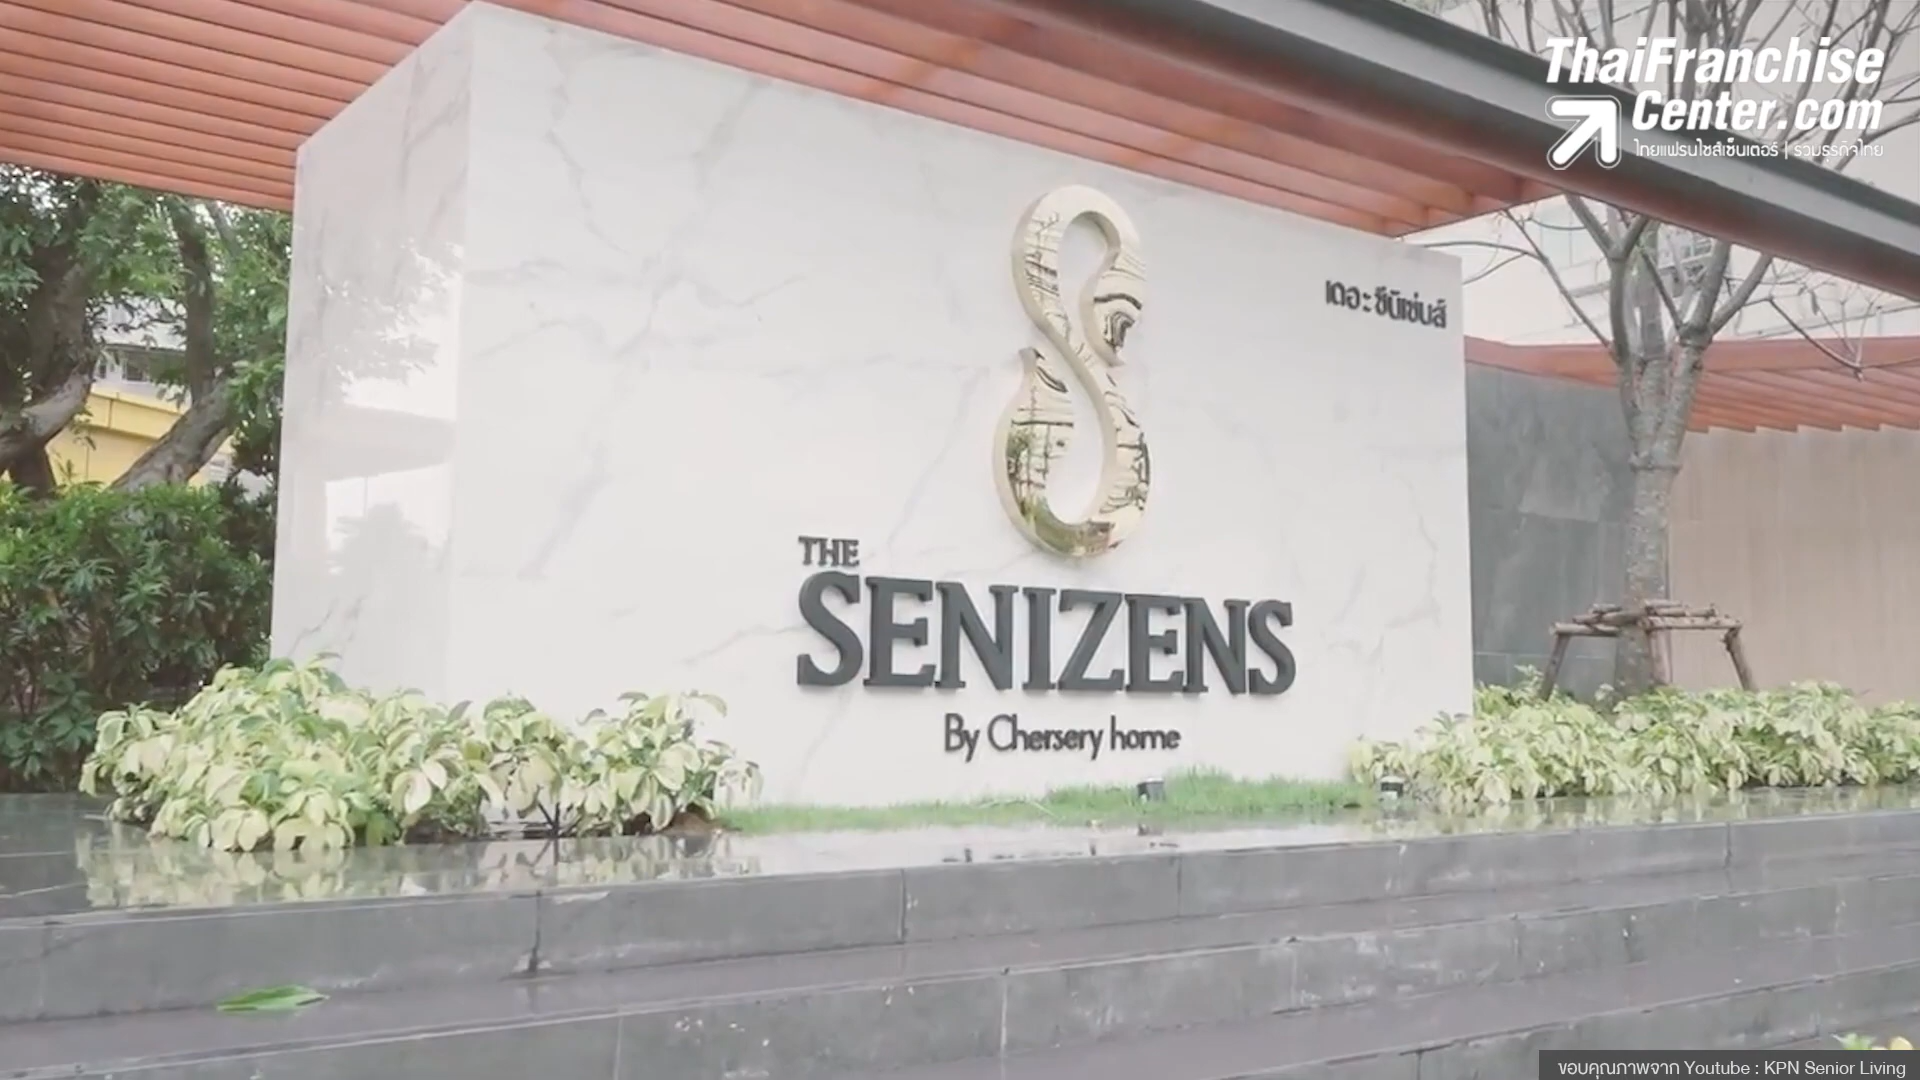 ThaiFranchise
Center.com
ไทยแฟรนไชส์เซ็นเตอร์ | รวมธุรกิจไทย
เดอะ ซีนิเซ่นส์
THE
SENIZENS
By Chersery home
ขอบคุณภาพจาก Youtube : KPN Senior Living